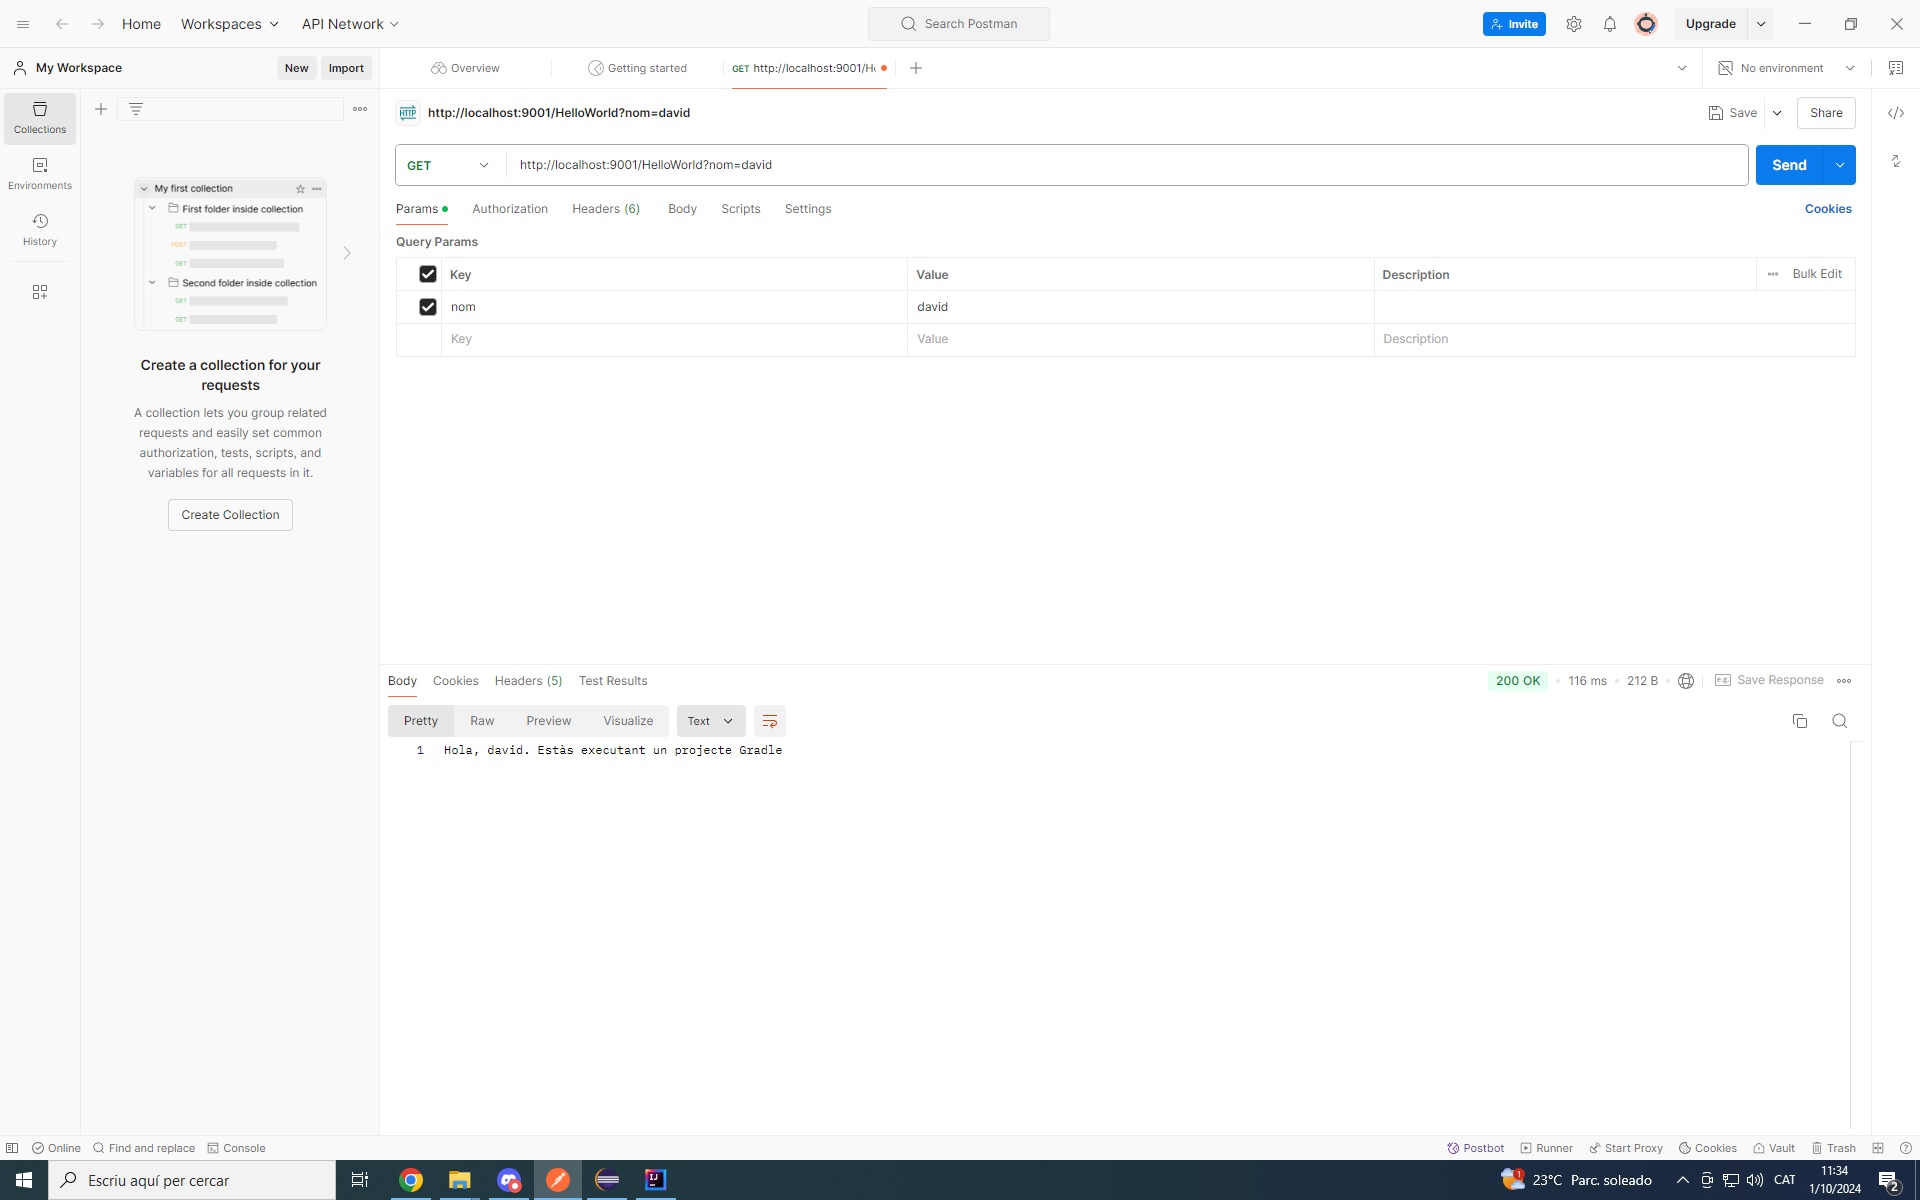 Home Workspaces API Network Search Postman Invite Upgrade
My Workspace New Import Overview Getting started GET http://localhost:9001/H No environment
Collections
Environments
History
My first collection
First folder inside collection
GET
POST
GET
Second folder inside collection
GET
GET
Create a collection for your
requests
A collection lets you group related
requests and easily set common
authorization, tests, scripts, and
variables for all requests in it.
Create Collection
HTTP http://localhost:9001/HelloWorld?nom=david Save Share
GET http://localhost:9001/HelloWorld?nom=david Send
Params Authorization Headers (6) Body Scripts Settings Cookies
Query Params
Key Value Description Bulk Edit
nom david
Key Value Description
Body Cookies Headers (5) Test Results 200 OK 116 ms 212 B e.g. Save Response
Pretty Raw Preview Visualize Text
1 Hola, david. Estàs executant un projecte Gradle
Online Find and replace Console Postbot Runner Start Proxy Cookies Vault Trash
Escriu aquí per cercar IJ 1 23°C Parc. soleado CAT 11:34
1/10/2024 2